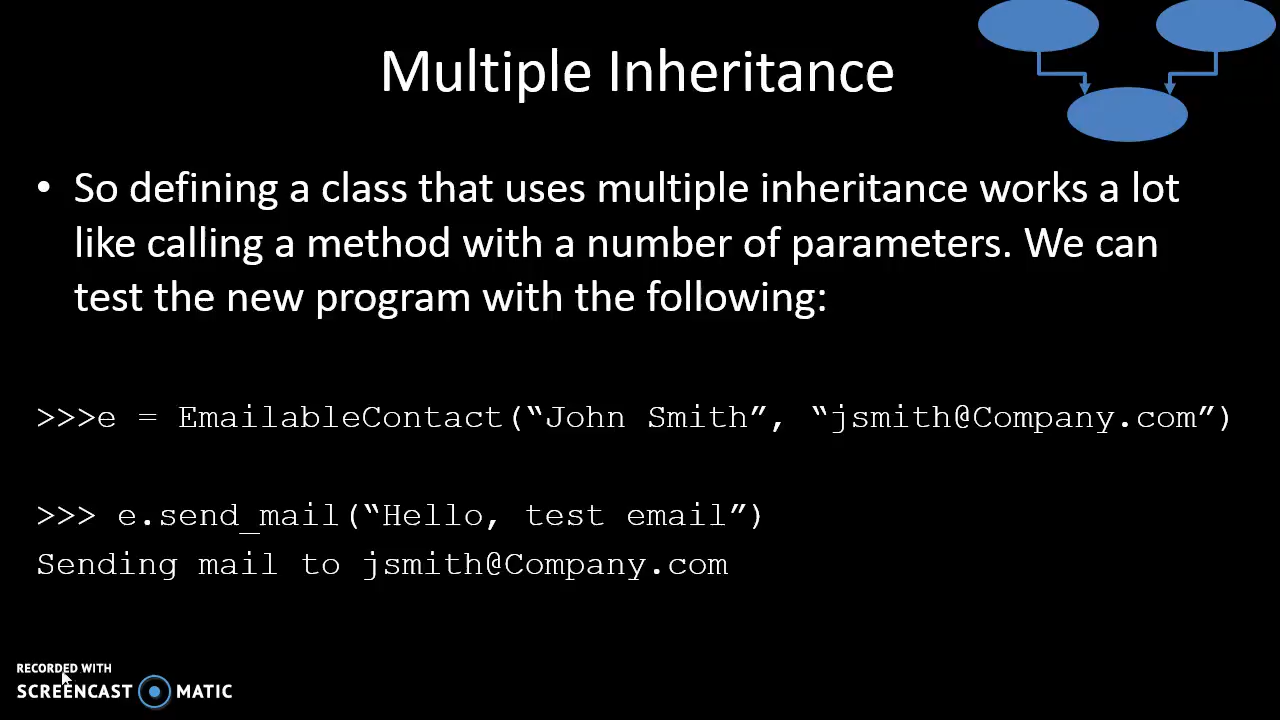 Multiple Inheritance
• So defining a class that uses multiple inheritance works a lot
like calling a method with a number of parameters. We can
test the new program with the following:
>>>e = EmailableContact(“John Smith”, “jsmith@Company.com”)
>>> e.send_mail(“Hello, test email”)
Sending mail to jsmith@Company.com
RECORDED WITH
SCREENCAST MATIC